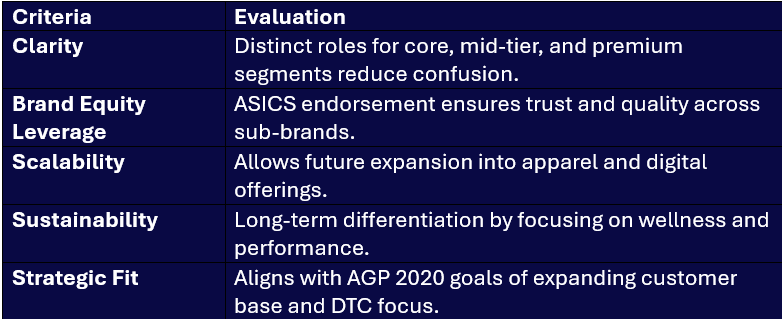 Criteria Evaluation
Clarity Distinct roles for core, mid-tier, and premium
segments reduce confusion.
Brand Equity ASICS endorsement ensures trust and quality across
Leverage sub-brands.
Scalability Allows future expansion into apparel and digital
offerings.
Sustainability Long-term differentiation by focusing on wellness and
performance.
Strategic Fit Aligns with AGP 2020 goals of expanding customer
base and DTC focus.